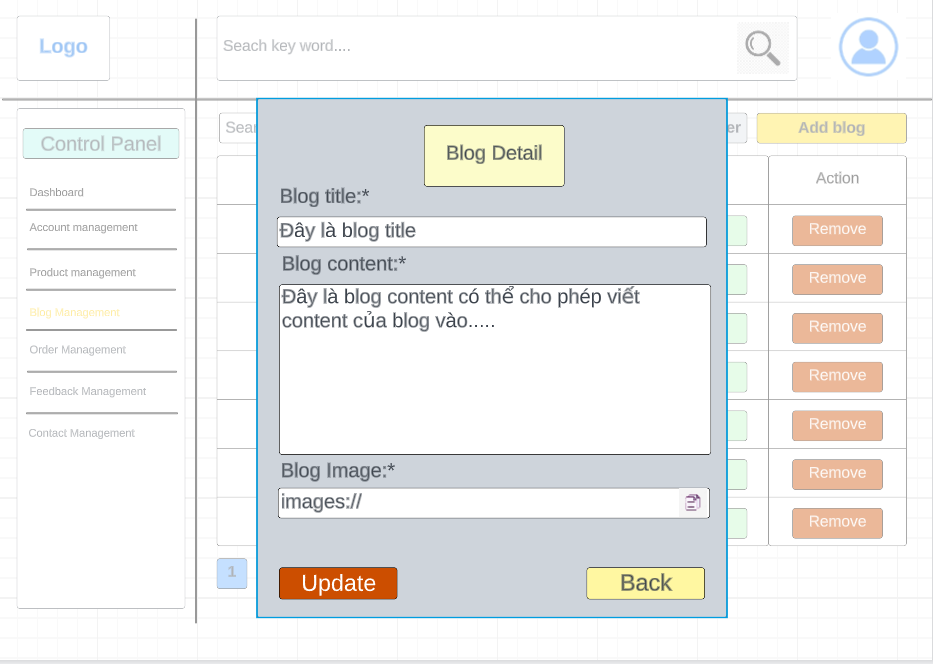 Logo
Seach key word....
Control Panel
Dashboard
Account management
Product management
Blog Management
Order Management
Feedback Management
Contact Management
Sear
er
Add blog
Action
Remove
Remove
Remove
Remove
Remove
Remove
Remove
1
Blog Detail
Blog title:*
Đây là blog title
Blog content:*
Đây là blog content có thể cho phép viết
content của blog vào.....
Blog Image:*
images://
Update
Back